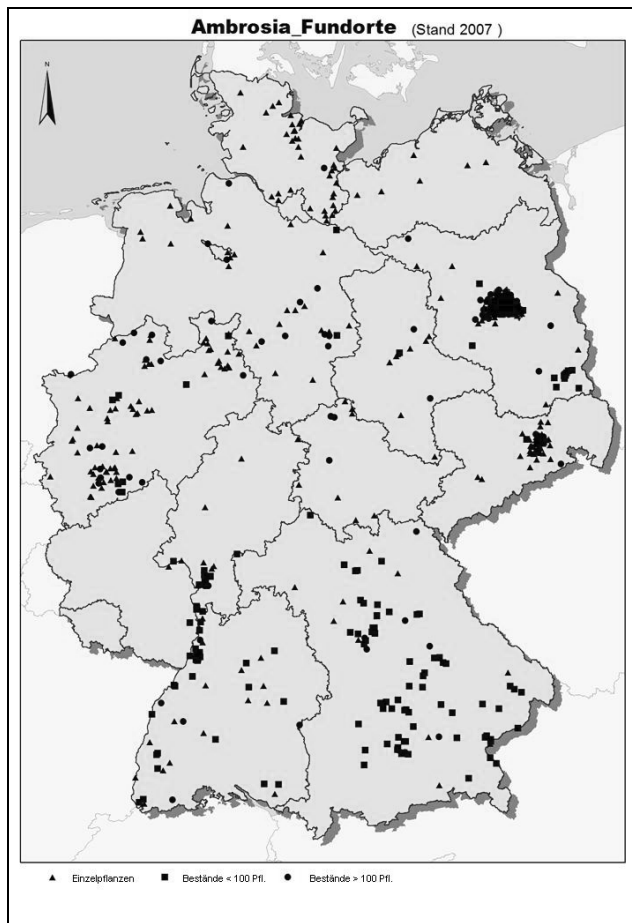 Ambrosia_Fundorte (Stand 2007 )
N
Einzelpflanzen Bestände < 100 Pfl. Bestände > 100 Pfl.